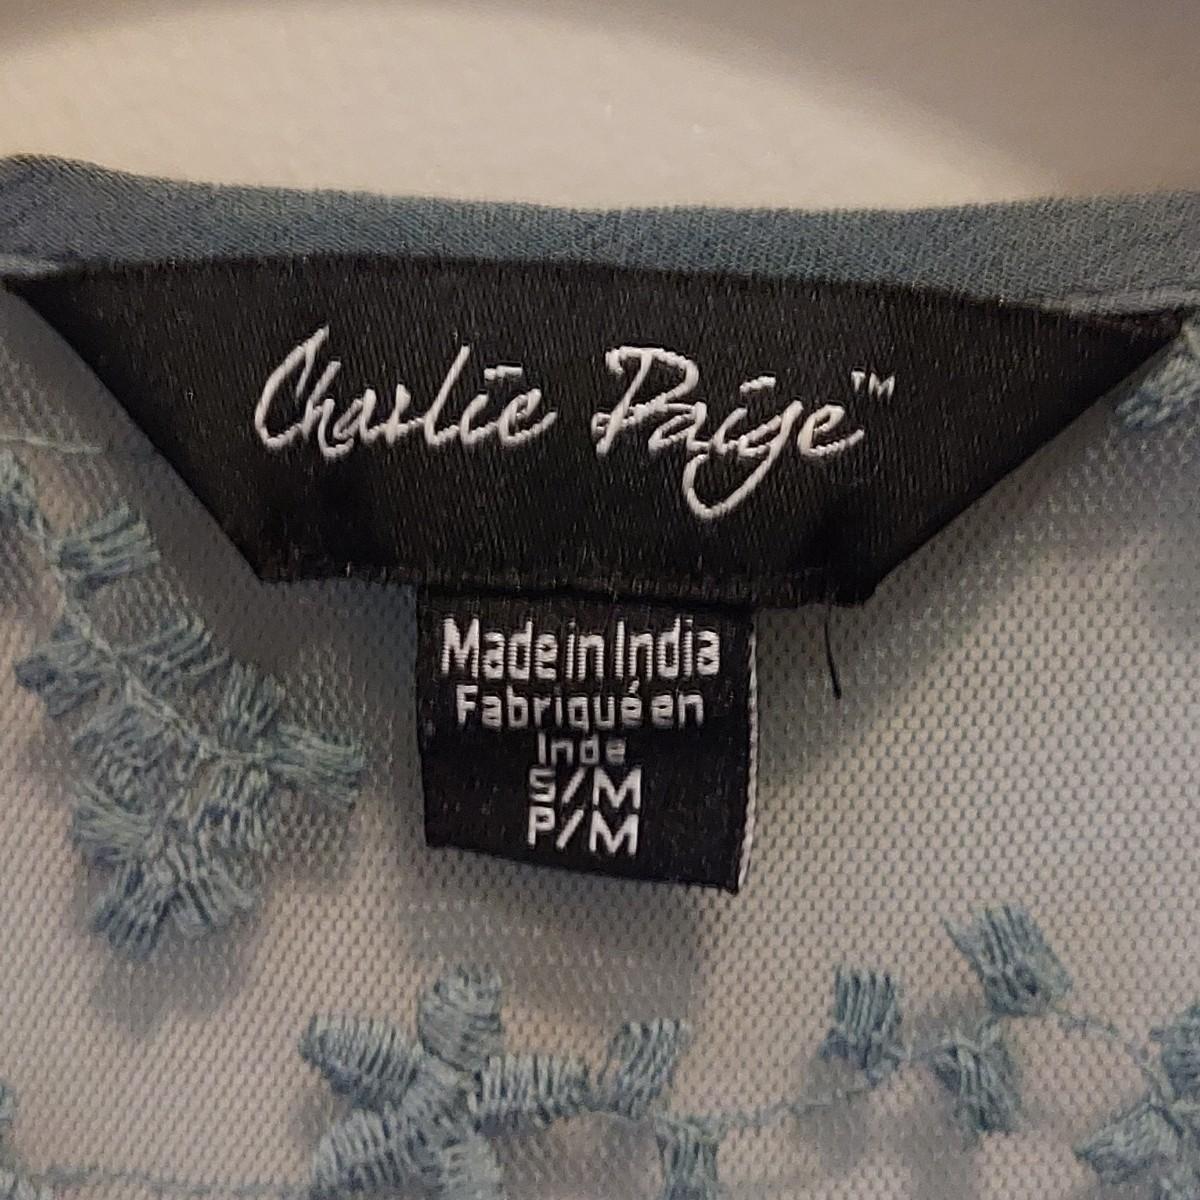 Charlie Paige™
Made in India
Fabriqué en
Inde
S/M
P/M